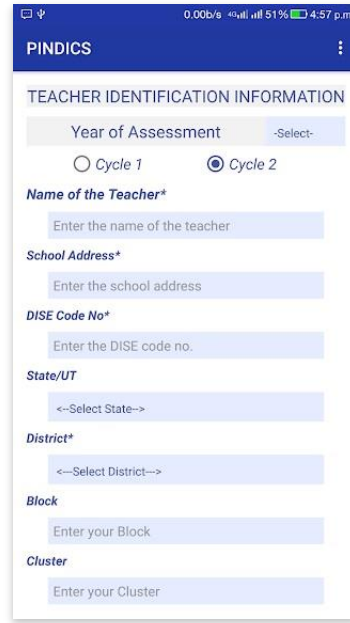 0.00b/s 4G 51% 4:57 p.m
PINDICS
TEACHER IDENTIFICATION INFORMATION
Year of Assessment -Select-
Cycle 1 Cycle 2
Name of the Teacher*
Enter the name of the teacher
School Address*
Enter the school address
DISE Code No*
Enter the DISE code no.
State/UT
<--Select State-->
District*
<---Select District--->
Block
Enter your Block
Cluster
Enter your Cluster